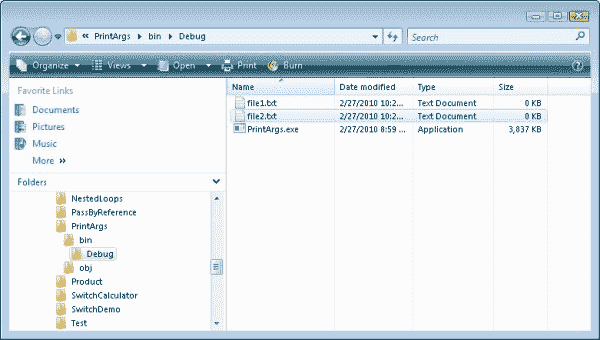 « PrintArgs ▸ bin ▸ Debug
Search
Organize Views Open Print Burn
Favorite Links
Documents
Pictures
Music
More »
Folders
NestedLoops
PassByReference
PrintArgs
bin
Debug
obj
Product
SwitchCalculator
SwitchDemo
Test
Name Date modified Type Size
file1.txt 2/27/2010 10:2... Text Document 0 KB
file2.txt 2/27/2010 10:2... Text Document 0 KB
PrintArgs.exe 2/27/2010 8:59 ... Application 3,837 KB